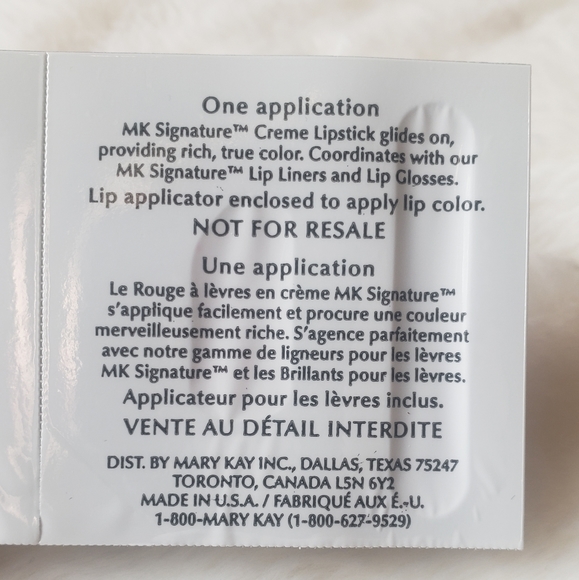 One application
MK Signature™ Creme Lipstick glides on,
providing rich, true color. Coordinates with our
MK Signature™ Lip Liners and Lip Glosses.
Lip applicator enclosed to apply lip color.
NOT FOR RESALE
Une application
Le Rouge à lèvres en crème MK Signature™
s'applique facilement et procure une couleur
merveilleusement riche. S'agence parfaitement
avec notre gamme de ligneurs pour les lèvres
MK Signature™ et les Brillants pour les lèvres.
Applicateur pour les lèvres inclus.
VENTE AU DÉTAIL INTERDITE
DIST. BY MARY KAY INC., DALLAS, TEXAS 75247
TORONTO, CANADA L5N 6Y2
MADE IN U.S.A. / FABRIQUÉ AUX É.-U.
1-800-MARY KAY (1-800-627-9529)